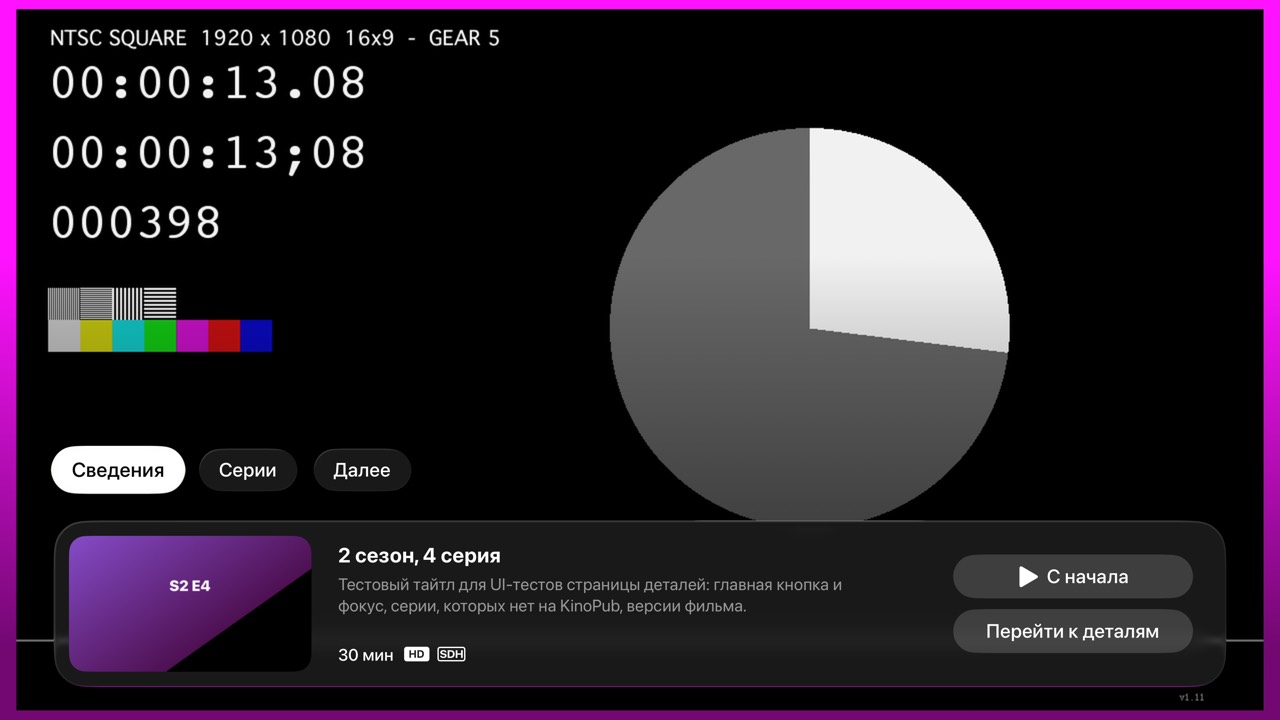 NTSC SQUARE 1920 x 1080 16x9 - GEAR 5
00:00:13.08
00:00:13;08
000398
Сведения
Серии
Далее
S2 E4
2 сезон, 4 серия
Тестовый тайтл для UI-тестов страницы деталей: главная кнопка и
фокус, серии, которых нет на KinoPub, версии фильма.
30 мин HD SDH
С начала
Перейти к деталям
v1.11